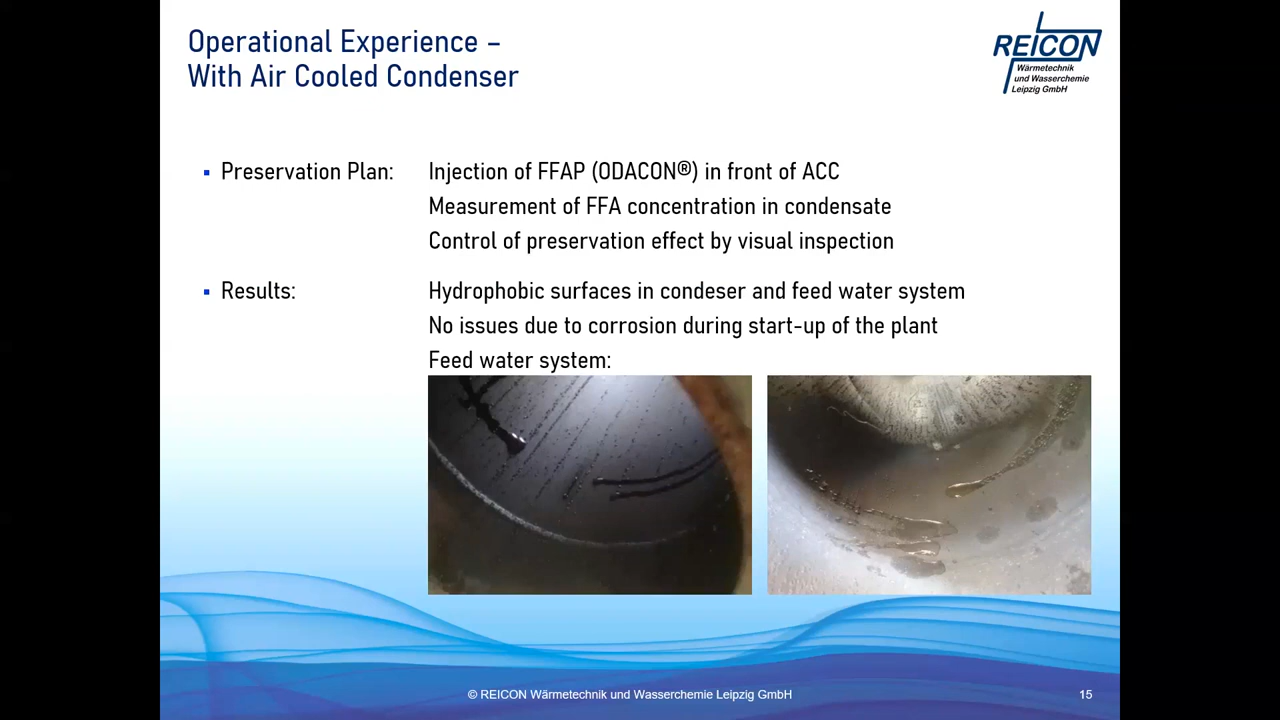 Operational Experience –
With Air Cooled Condenser
REICON
Wärmetechnik
und Wasserchemie
Leipzig GmbH
Preservation Plan: Injection of FFAP (ODACON®) in front of ACC
Measurement of FFA concentration in condensate
Control of preservation effect by visual inspection
Results: Hydrophobic surfaces in condeser and feed water system
No issues due to corrosion during start-up of the plant
Feed water system:
© REICON Wärmetechnik und Wasserchemie Leipzig GmbH
15